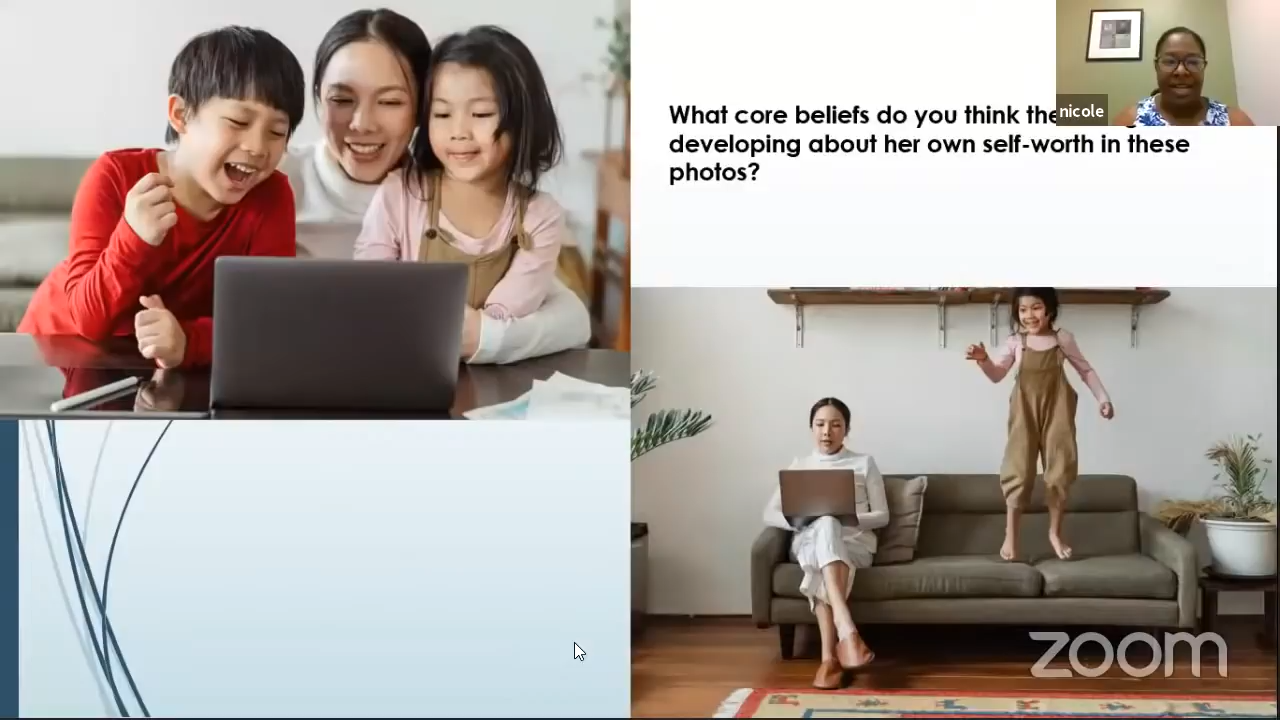 What core beliefs do you think the
nicole
developing about her own self-worth in these
photos?
zoom